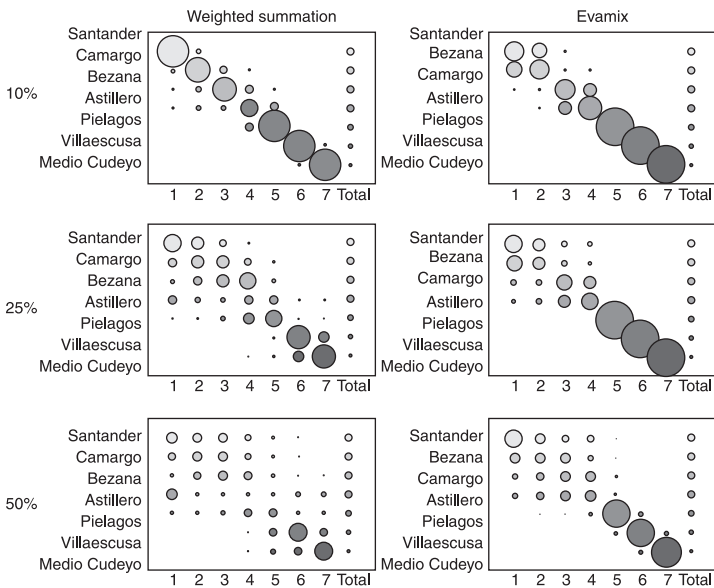 Weighted summation
Evamix
10%
Santander
Camargo
Bezana
Astillero
Pielagos
Villaescusa
Medio Cudeyo
1 2 3 4 5 6 7 Total
Santander
Bezana
Camargo
Astillero
Pielagos
Villaescusa
Medio Cudeyo
1 2 3 4 5 6 7 Total
25%
Santander
Camargo
Bezana
Astillero
Pielagos
Villaescusa
Medio Cudeyo
1 2 3 4 5 6 7 Total
Santander
Bezana
Camargo
Astillero
Pielagos
Villaescusa
Medio Cudeyo
1 2 3 4 5 6 7 Total
50%
Santander
Camargo
Bezana
Astillero
Pielagos
Villaescusa
Medio Cudeyo
1 2 3 4 5 6 7 Total
Santander
Bezana
Camargo
Astillero
Pielagos
Villaescusa
Medio Cudeyo
1 2 3 4 5 6 7 Total